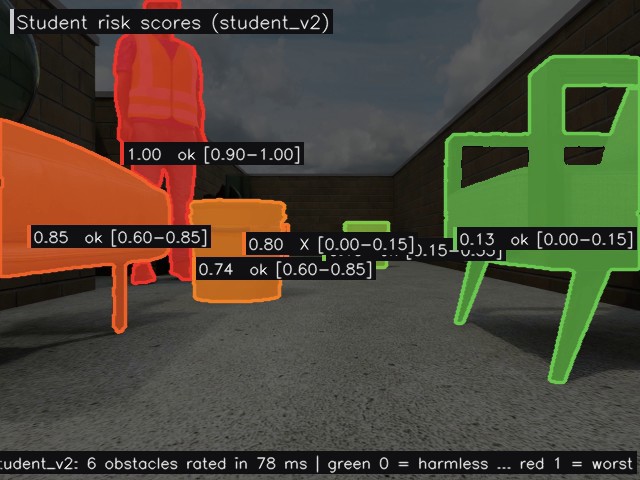 Student risk scores (student_v2)
1.00 ok [0.90-1.00]
0.85 ok [0.60-0.85]
0.80 X [0.00-0.15]
0.13 ok [0.00-0.15]
0.74 ok [0.60-0.85]
tudent_v2: 6 obstacles rated in 78 ms | green 0 = harmless ... red 1 = worst